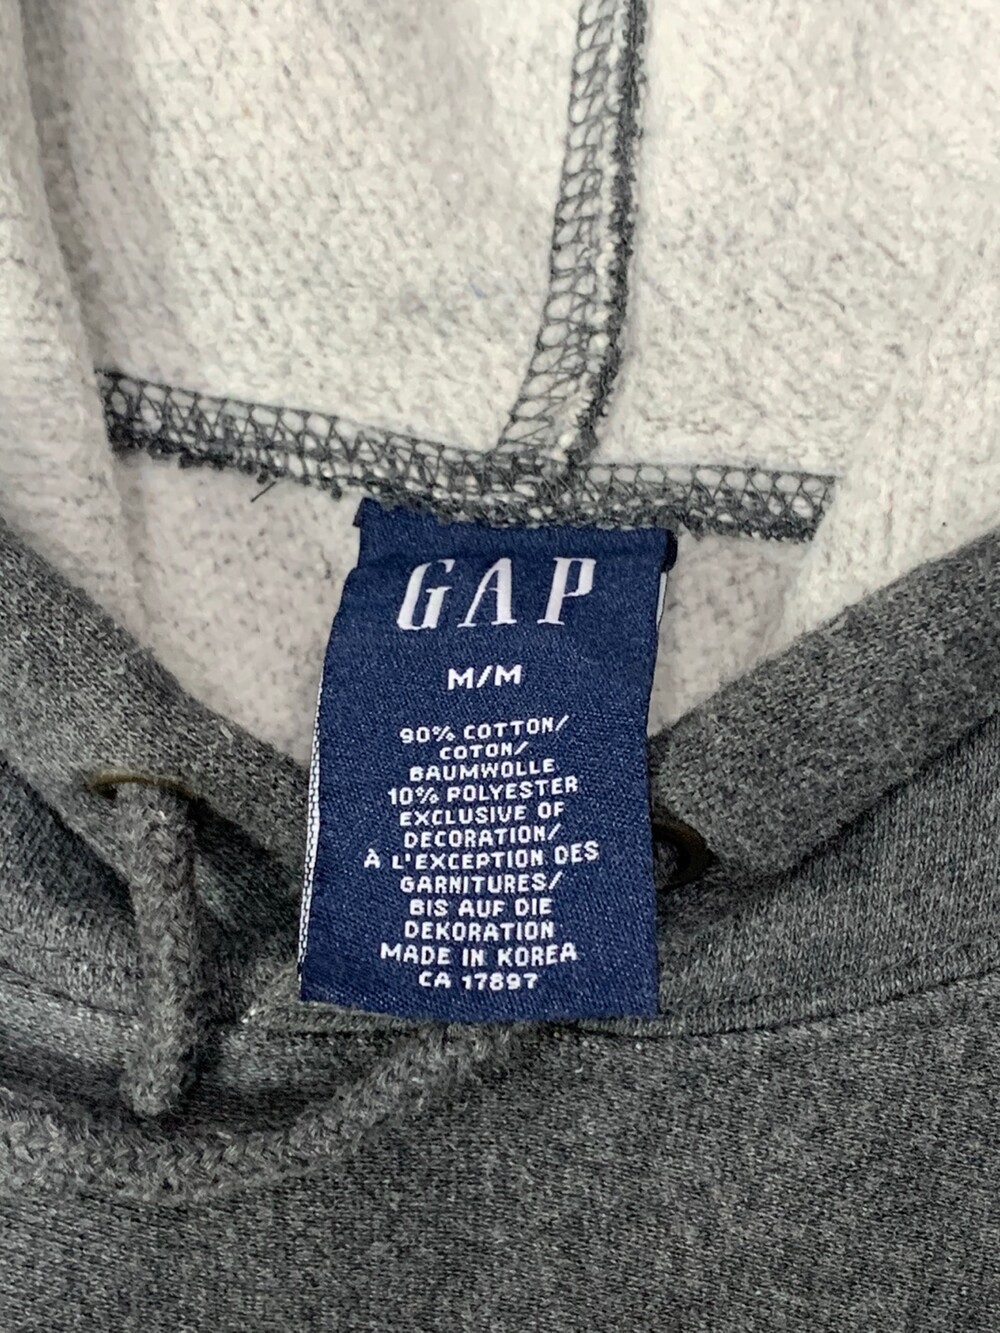 GAP
M/M
90% COTTON/
COTON/
BAUMWOLLE
10% POLYESTER
EXCLUSIVE OF
DECORATION/
À L'EXCEPTION DES
GARNITURES/
BIS AUF DIE
DEKORATION
MADE IN KOREA
CA 17897